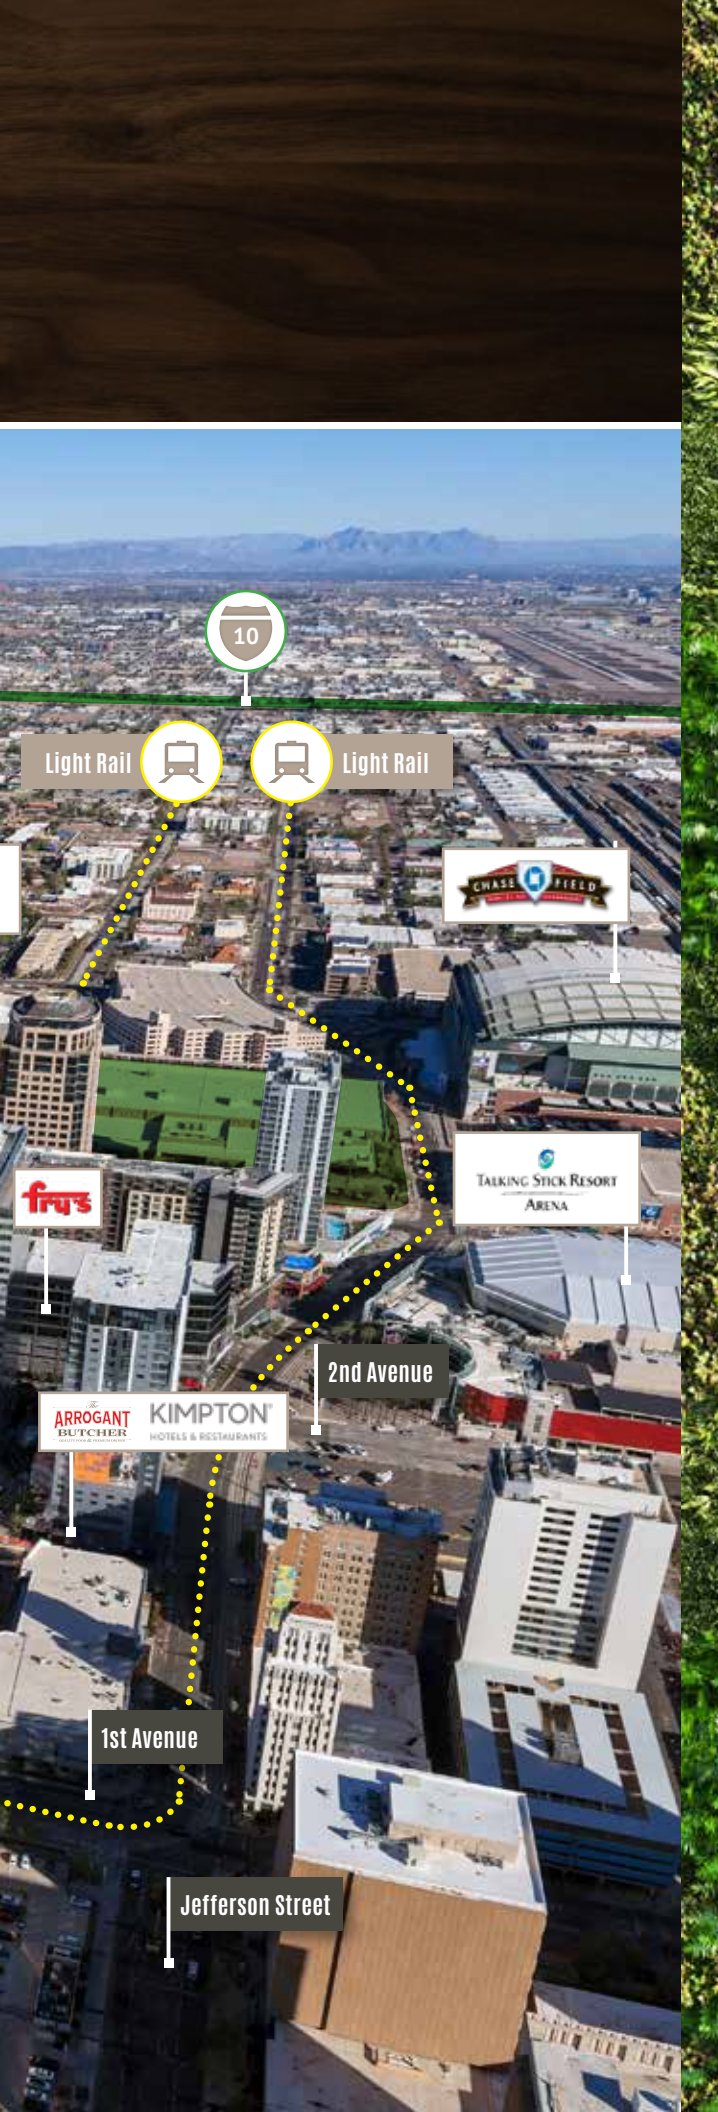 10
Light Rail
Light Rail
CHASE FIELD
TALKING STICK RESORT
ARENA
fry's
2nd Avenue
The
ARROGANT
BUTCHER
KIMPTON®
HOTELS & RESTAURANTS
1st Avenue
Jefferson Street